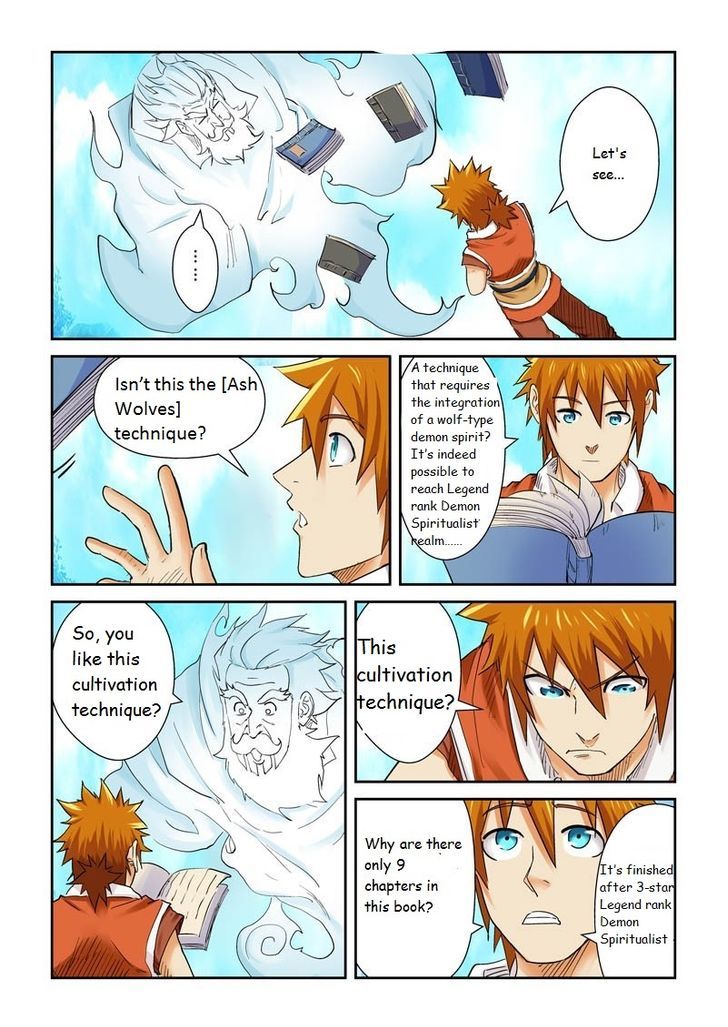 Let's
see...
......
Isn't this the [Ash
Wolves]
technique?
A technique
that requires
the integration
of a wolf-type
demon spirit?
It's indeed
possible to
reach Legend
rank Demon
Spiritualist
realm......
So, you
like this
cultivation
technique?
This
cultivation
technique?
Why are there
only 9
chapters in
this book?
It's finished
after 3-star
Legend rank
Demon
Spiritualist